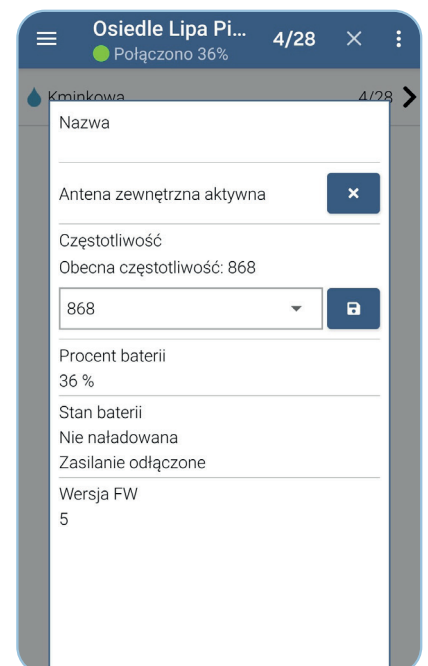 Osiedle Lipa Pi...
4/28
Połączono 36%
Kminkowa
4/28
Nazwa
Antena zewnętrzna aktywna
Częstotliwość
Obecna częstotliwość: 868
868
Procent baterii
36 %
Stan baterii
Nie naładowana
Zasilanie odłączone
Wersja FW
5